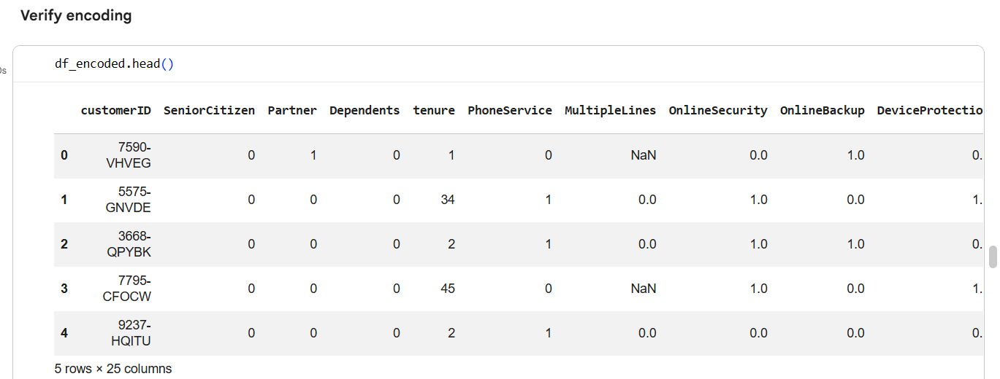 Verify encoding
0s
df_encoded.head()
customerID SeniorCitizen Partner Dependents tenure PhoneService MultipleLines OnlineSecurity OnlineBackup DeviceProtectio
0 7590-VHVEG 0 1 0 1 0 NaN 0.0 1.0 0.
1 5575-GNVDE 0 0 0 34 1 0.0 1.0 0.0 1.
2 3668-QPYBK 0 0 0 2 1 0.0 1.0 1.0 0.
3 7795-CFOCW 0 0 0 45 0 NaN 1.0 0.0 1.
4 9237-HQITU 0 0 0 2 1 0.0 0.0 0.0 0.
5 rows × 25 columns